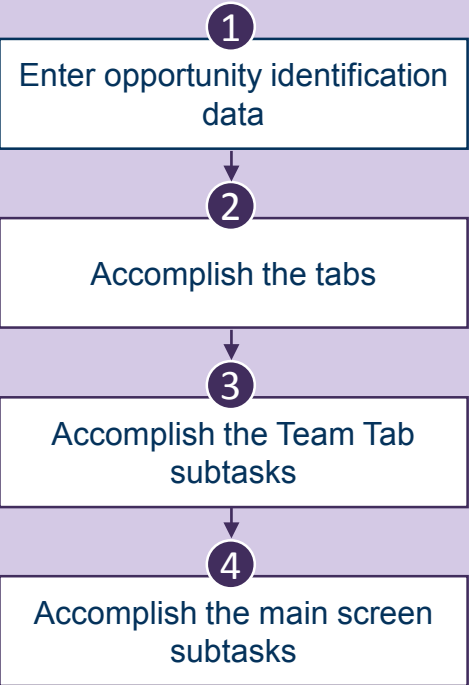 1
Enter opportunity identification
data
2
Accomplish the tabs
3
Accomplish the Team Tab
subtasks
4
Accomplish the main screen
subtasks